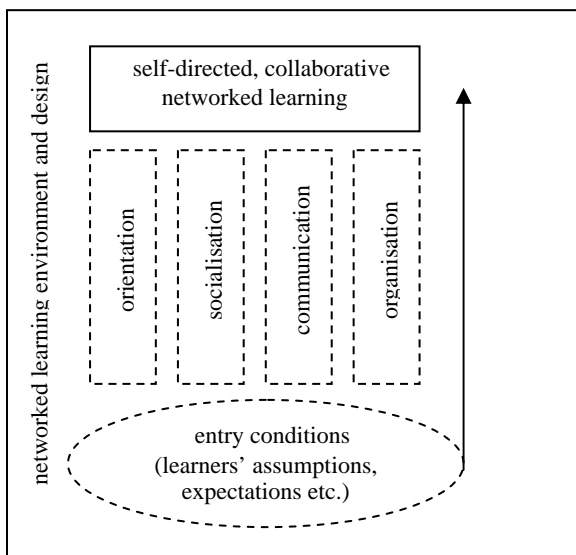 networked learning environment and design
self-directed, collaborative
networked learning
orientation
socialisation
communication
organisation
entry conditions
(learners’ assumptions,
expectations etc.)